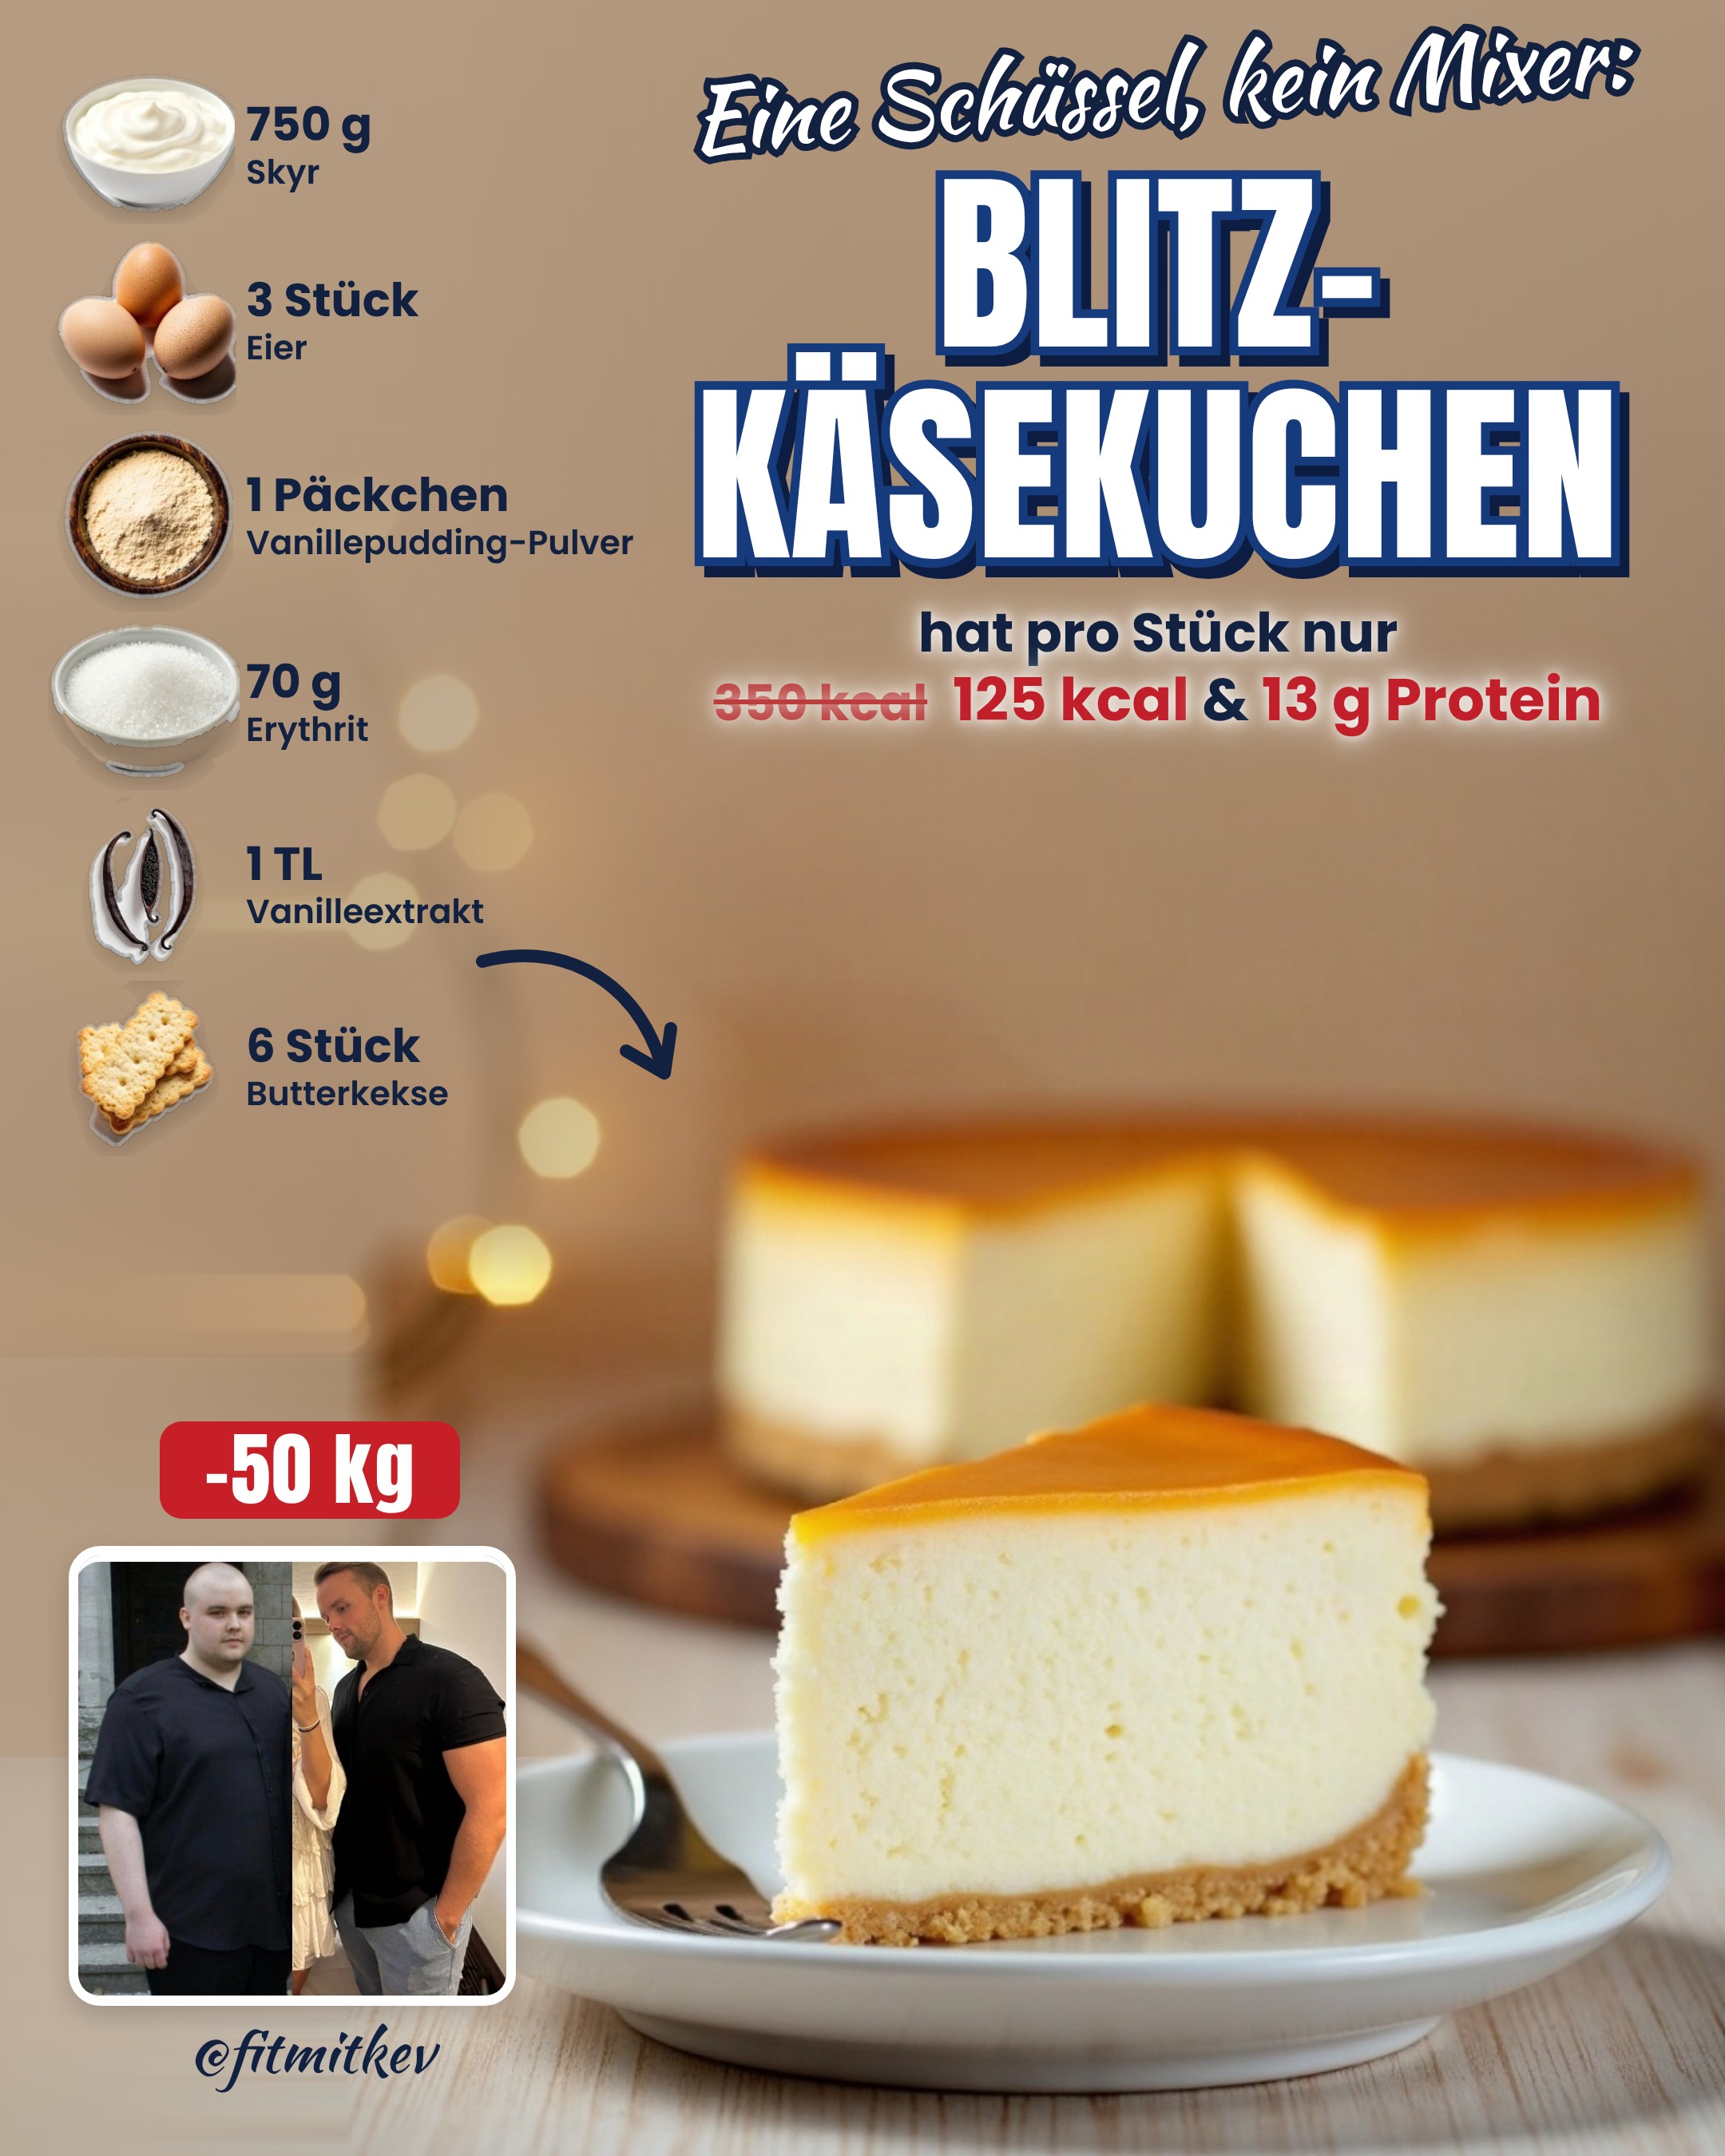 Eine Schüssel, kein Mixer:
BLITZ-
KÄSEKUCHEN
hat pro Stück nur
350 kcal 125 kcal & 13 g Protein
750 g
Skyr
3 Stück
Eier
1 Päckchen
Vanillepudding-Pulver
70 g
Erythrit
1 TL
Vanilleextrakt
6 Stück
Butterkekse
-50 kg
@fitmitkev